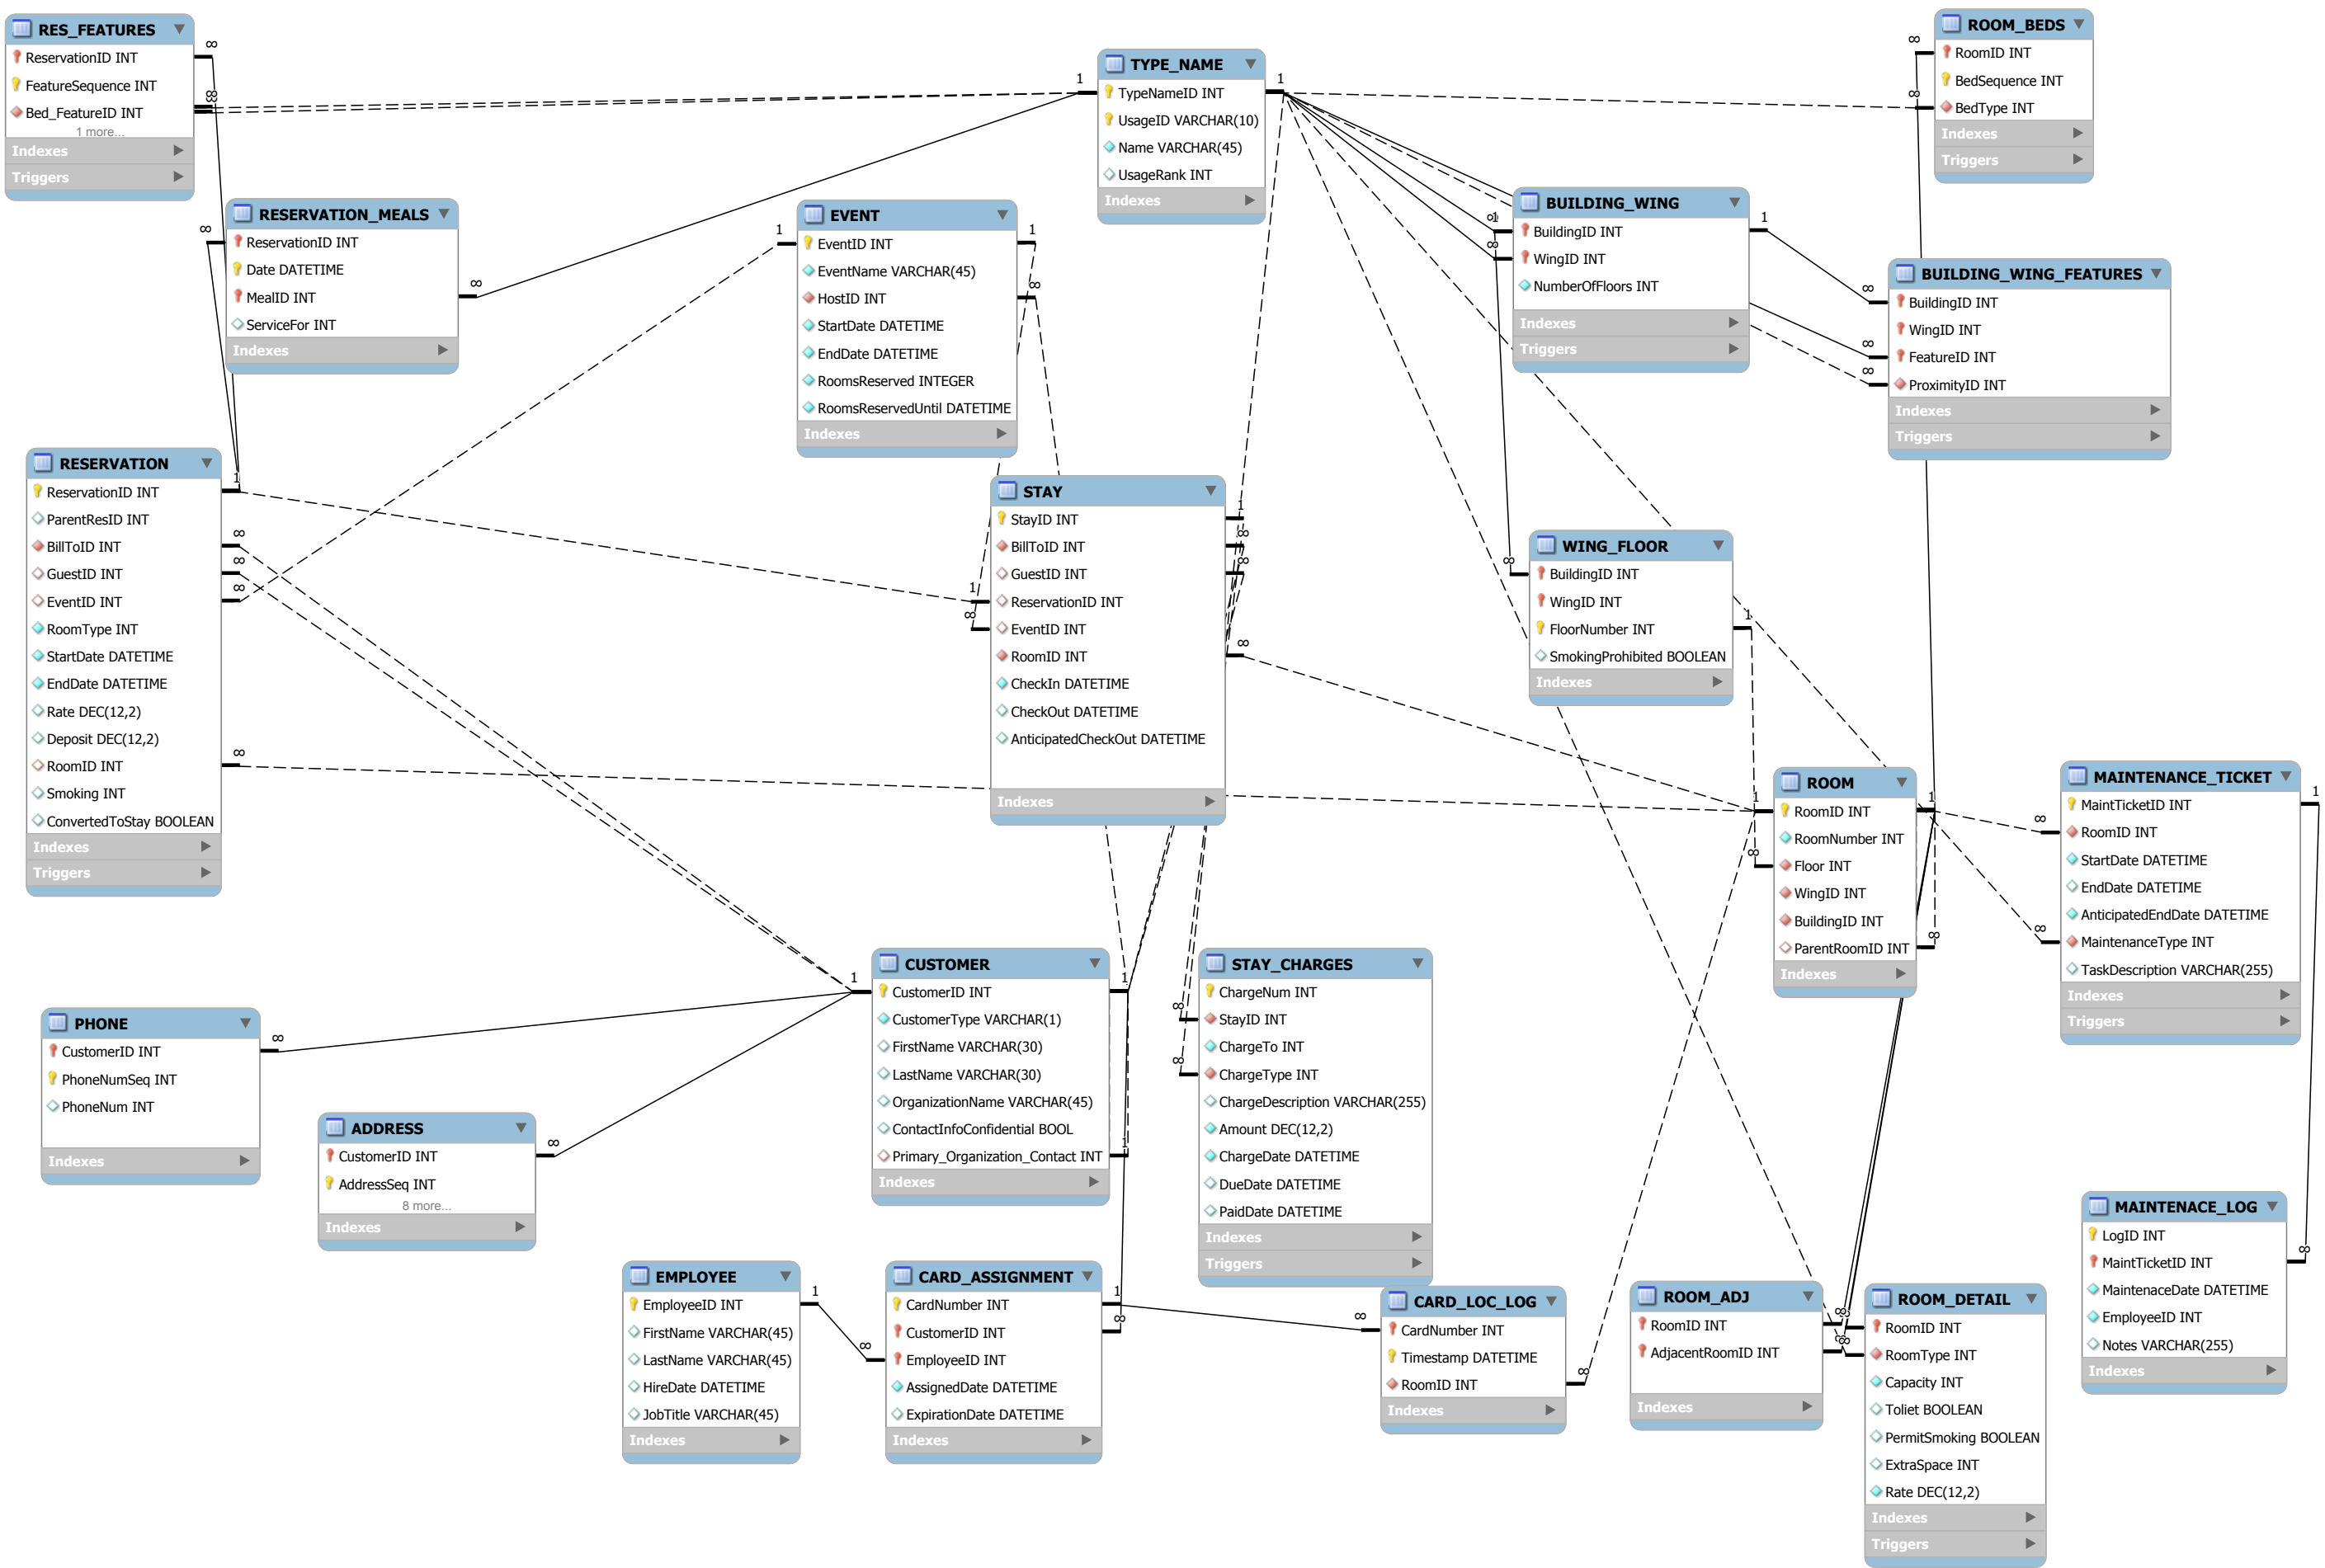 RES_FEATURES
ReservationID INT
FeatureSequence INT
Bed_FeatureID INT
1 more...
Indexes
Triggers
TYPE_NAME
TypeNameID INT
UsageID VARCHAR(10)
Name VARCHAR(45)
UsageRank INT
Indexes
ROOM_BEDS
RoomID INT
BedSequence INT
BedType INT
Indexes
Triggers
RESERVATION_MEALS
ReservationID INT
Date DATETIME
MealID INT
ServiceFor INT
Indexes
EVENT
EventID INT
EventName VARCHAR(45)
HostID INT
StartDate DATETIME
EndDate DATETIME
RoomsReserved INTEGER
RoomsReservedUntil DATETIME
Indexes
BUILDING_WING
BuildingID INT
WingID INT
NumberOfFloors INT
Indexes
Triggers
BUILDING_WING_FEATURES
BuildingID INT
WingID INT
FeatureID INT
ProximityID INT
Indexes
Triggers
RESERVATION
ReservationID INT
ParentResID INT
BillToID INT
GuestID INT
EventID INT
RoomType INT
StartDate DATETIME
EndDate DATETIME
Rate DEC(12,2)
Deposit DEC(12,2)
RoomID INT
Smoking INT
ConvertedToStay BOOLEAN
Indexes
Triggers
STAY
StayID INT
BillToID INT
GuestID INT
ReservationID INT
EventID INT
RoomID INT
CheckIn DATETIME
CheckOut DATETIME
AnticipatedCheckOut DATETIME
Indexes
WING_FLOOR
BuildingID INT
WingID INT
FloorNumber INT
SmokingProhibited BOOLEAN
Indexes
ROOM
RoomID INT
RoomNumber INT
Floor INT
WingID INT
BuildingID INT
ParentRoomID INT
Indexes
MAINTENANCE_TICKET
MaintTicketID INT
RoomID INT
StartDate DATETIME
EndDate DATETIME
AnticipatedEndDate DATETIME
MaintenanceType INT
TaskDescription VARCHAR(255)
Indexes
Triggers
PHONE
CustomerID INT
PhoneNumSeq INT
PhoneNum INT
Indexes
ADDRESS
CustomerID INT
AddressSeq INT
8 more...
Indexes
CUSTOMER
CustomerID INT
CustomerType VARCHAR(1)
FirstName VARCHAR(30)
LastName VARCHAR(30)
OrganizationName VARCHAR(45)
ContactInfoConfidential BOOL
Primary_Organization_Contact INT
Indexes
STAY_CHARGES
ChargeNum INT
StayID INT
ChargeTo INT
ChargeType INT
ChargeDescription VARCHAR(255)
Amount DEC(12,2)
ChargeDate DATETIME
DueDate DATETIME
PaidDate DATETIME
Indexes
Triggers
EMPLOYEE
EmployeeID INT
FirstName VARCHAR(45)
LastName VARCHAR(45)
HireDate DATETIME
JobTitle VARCHAR(45)
Indexes
CARD_ASSIGNMENT
CardNumber INT
CustomerID INT
EmployeeID INT
AssignedDate DATETIME
ExpirationDate DATETIME
Indexes
CARD_LOC_LOG
CardNumber INT
Timestamp DATETIME
RoomID INT
Indexes
ROOM_ADJ
RoomID INT
AdjacentRoomID INT
Indexes
ROOM_DETAIL
RoomID INT
RoomType INT
Capacity INT
Toliet BOOLEAN
PermitSmoking BOOLEAN
ExtraSpace INT
Rate DEC(12,2)
Indexes
Triggers
MAINTENACE_LOG
LogID INT
MaintTicketID INT
MaintenaceDate DATETIME
EmployeeID INT
Notes VARCHAR(255)
Indexes